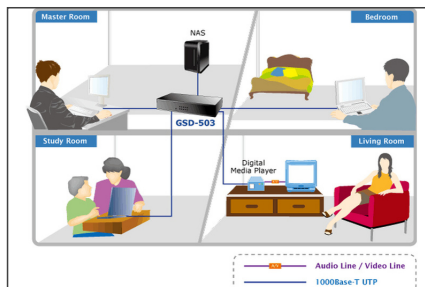 Master Room
Bedroom
NAS
GSD-503
Study Room
Digital
Media Player
Living Room
A/V
A/V
Audio Line / Video Line
1000Base-T UTP